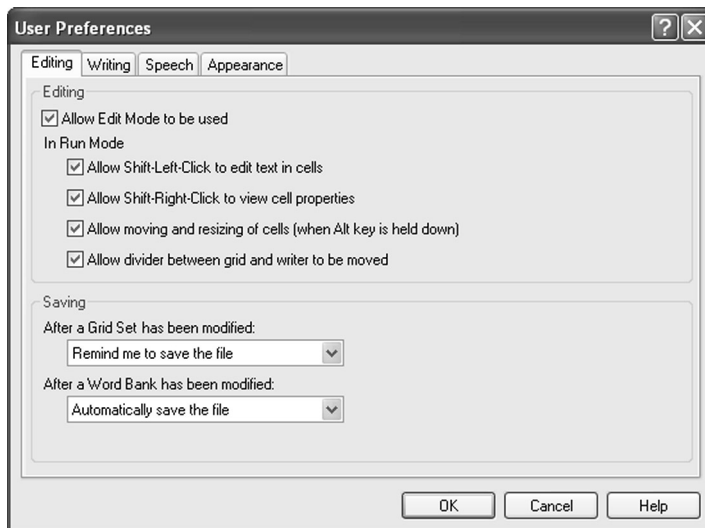 User Preferences
Editing Writing Speech Appearance
Editing
Allow Edit Mode to be used
In Run Mode
Allow Shift-Left-Click to edit text in cells
Allow Shift-Right-Click to view cell properties
Allow moving and resizing of cells (when Alt key is held down)
Allow divider between grid and writer to be moved
Saving
After a Grid Set has been modified:
Remind me to save the file
After a Word Bank has been modified:
Automatically save the file
OK Cancel Help